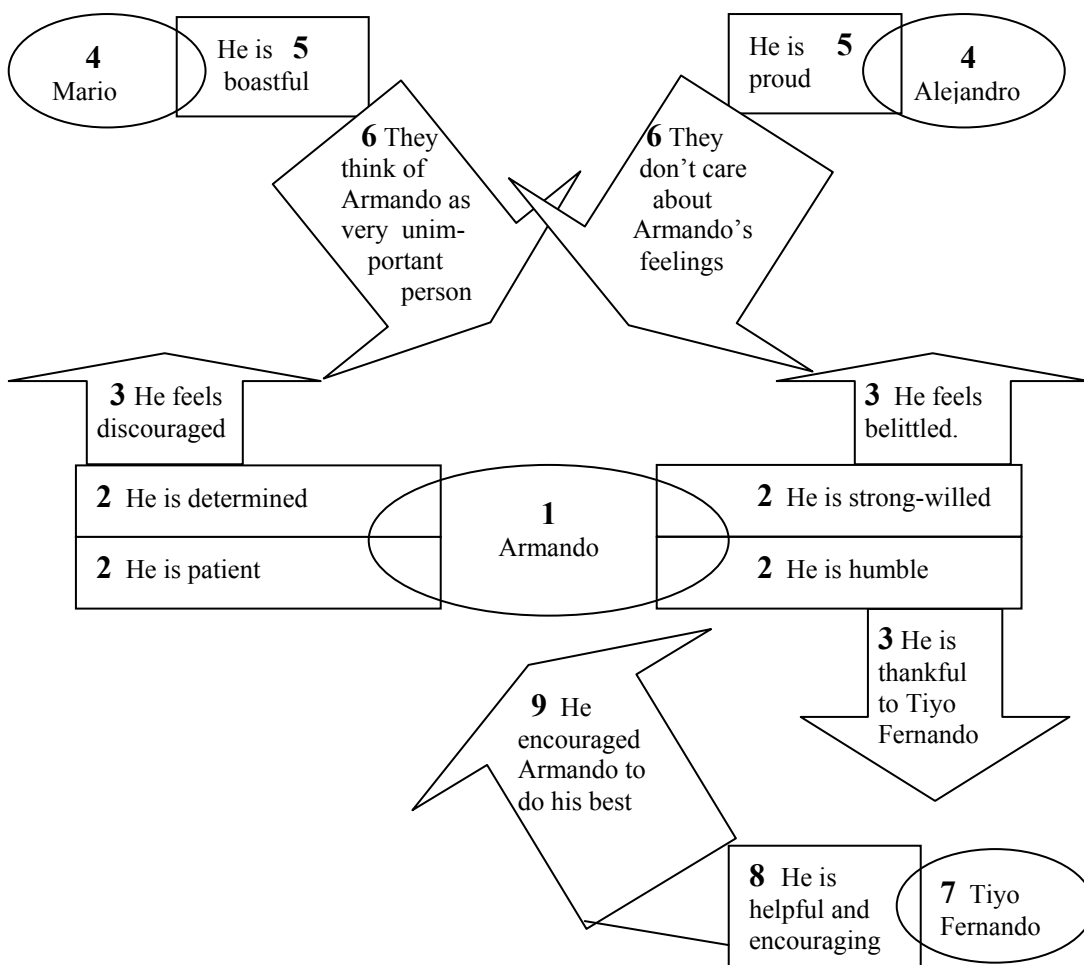 4
Mario
He is 5
boastful
He is 5
proud
4
Alejandro
6 They
think of
Armando as
very unim-
portant
person
6 They
don’t care
about
Armando’s
feelings
3 He feels
discouraged
3 He feels
belittled.
2 He is determined
2 He is patient
1
Armando
2 He is strong-willed
2 He is humble
3 He is
thankful
to Tiyo
Fernando
9 He
encouraged
Armando to
do his best
8 He is
helpful and
encouraging
7 Tiyo
Fernando